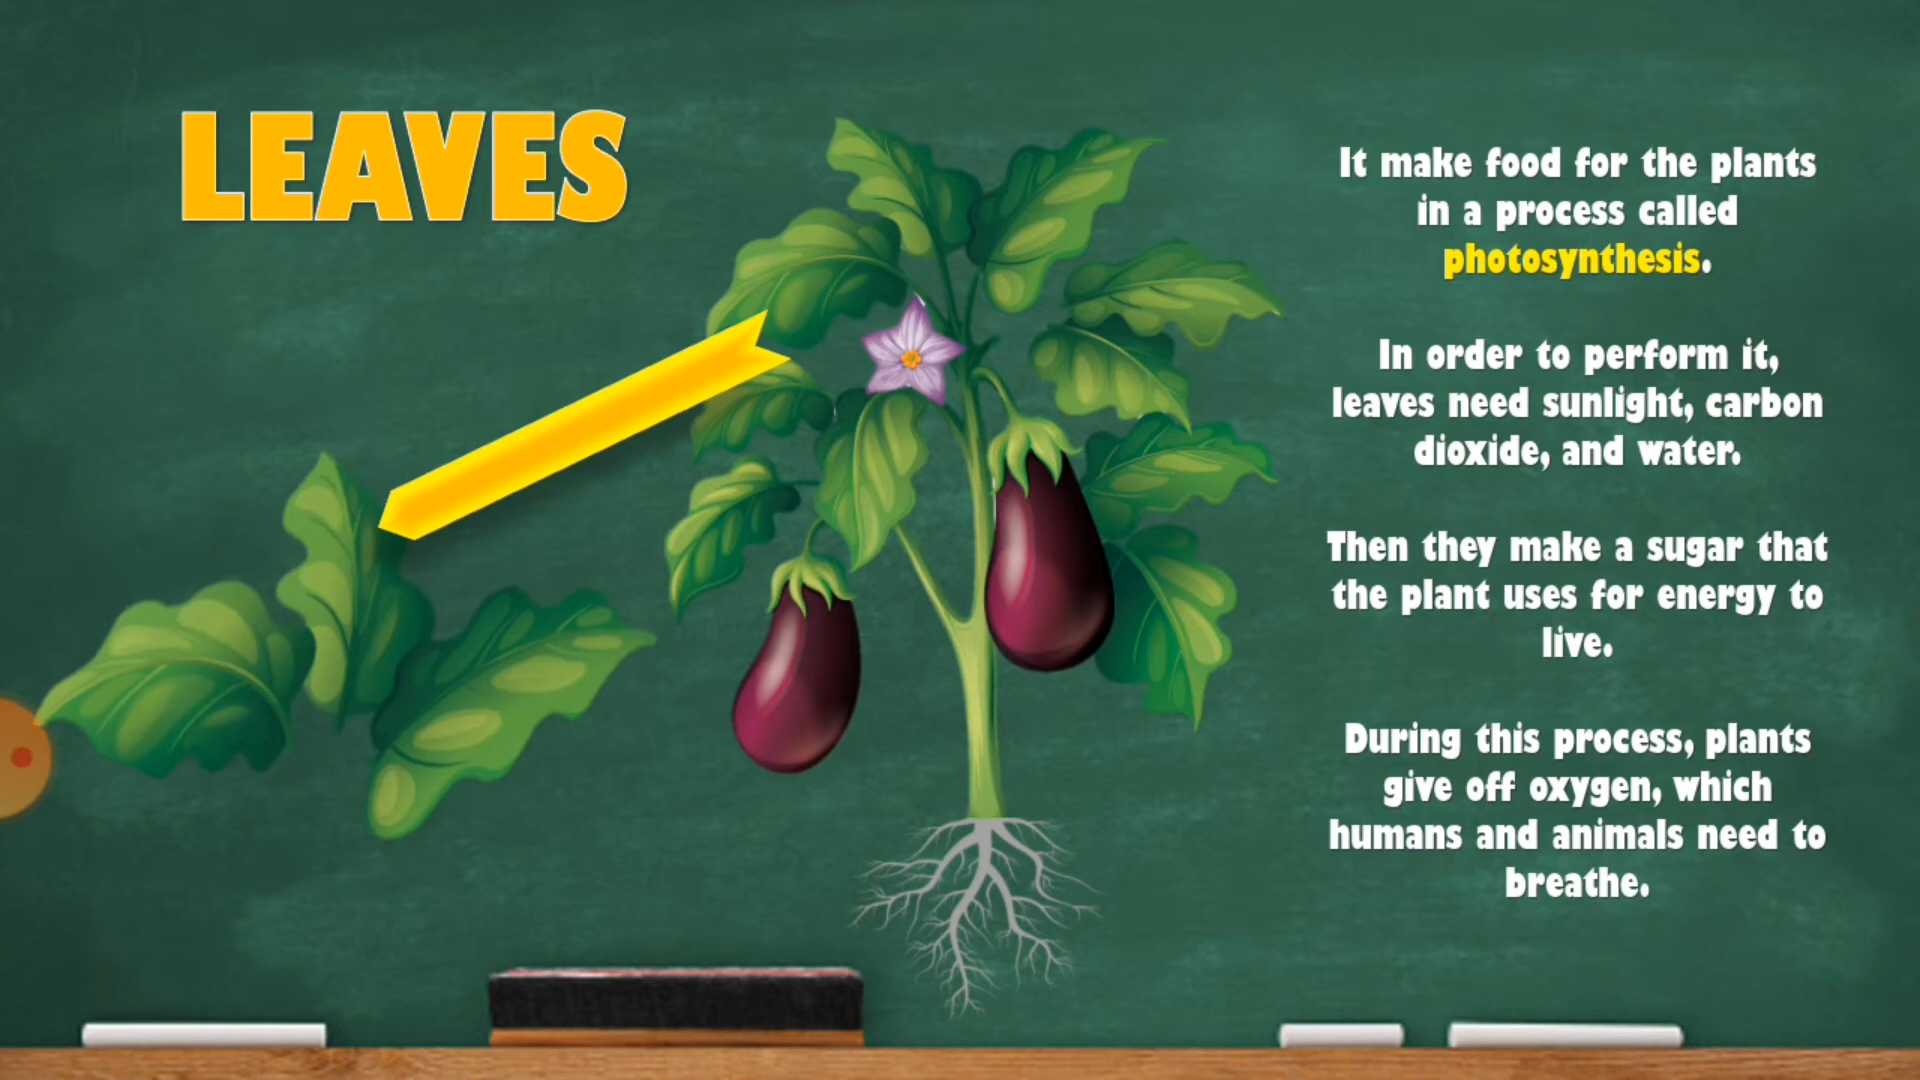 LEAVES
It make food for the plants
in a process called
photosynthesis.
In order to perform it,
leaves need sunlight, carbon
dioxide, and water.
Then they make a sugar that
the plant uses for energy to
live.
During this process, plants
give off oxygen, which
humans and animals need to
breathe.